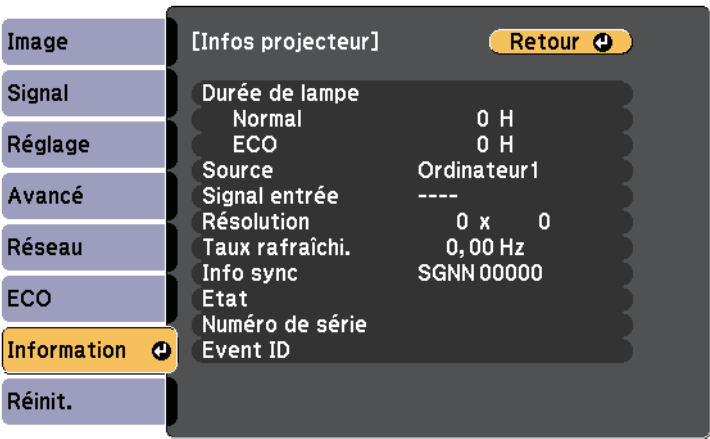 Image
Signal
Réglage
Avancé
Réseau
ECO
Information
Réinit.
[Infos projecteur]
Retour
Durée de lampe
Normal 0 H
ECO 0 H
Source Ordinateur1
Signal entrée ----
Résolution 0 x 0
Taux rafraîchi. 0,00 Hz
Info sync SGNN 00000
Etat
Numéro de série
Event ID